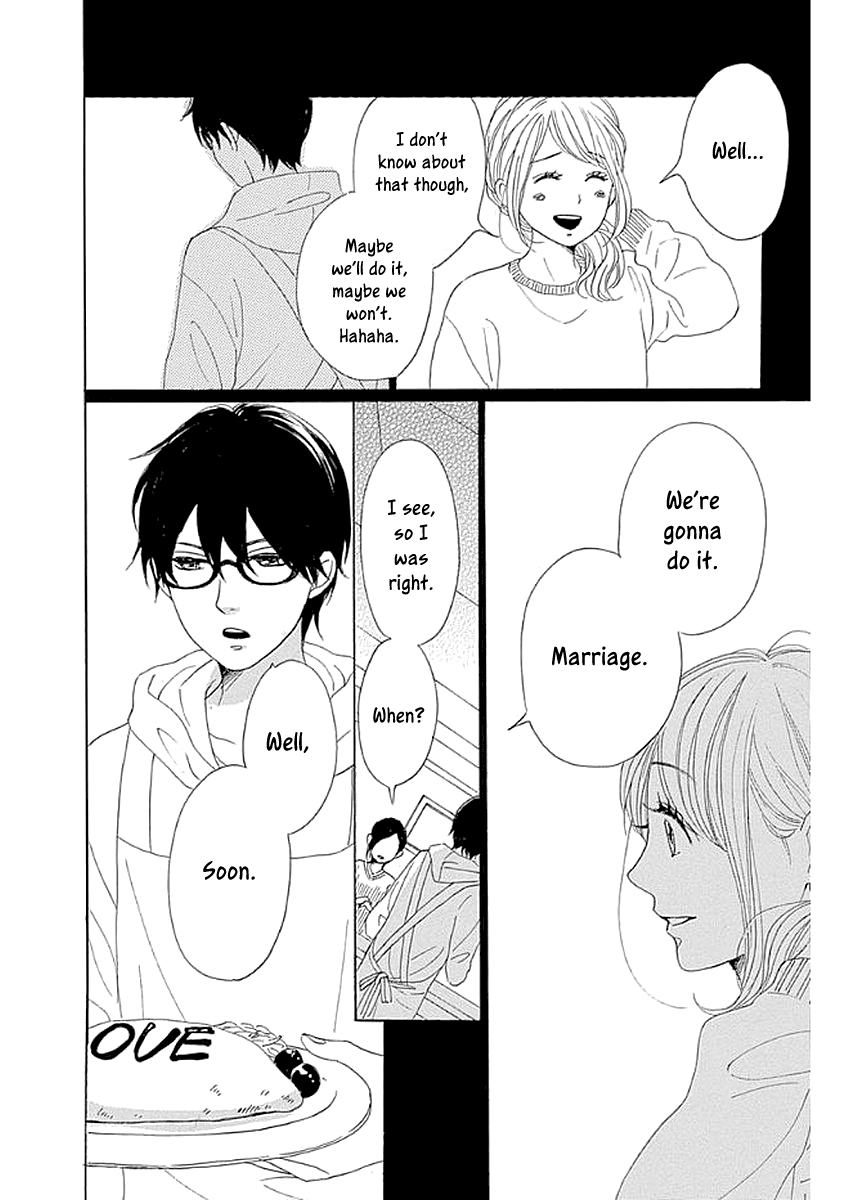 Well...
I don't
know about
that though,
Maybe
we'll do it,
maybe we
won't.
Hahaha.
We're
gonna
do it.
Marriage.
I see,
so I
was
right.
When?
Well,
Soon.
OVE